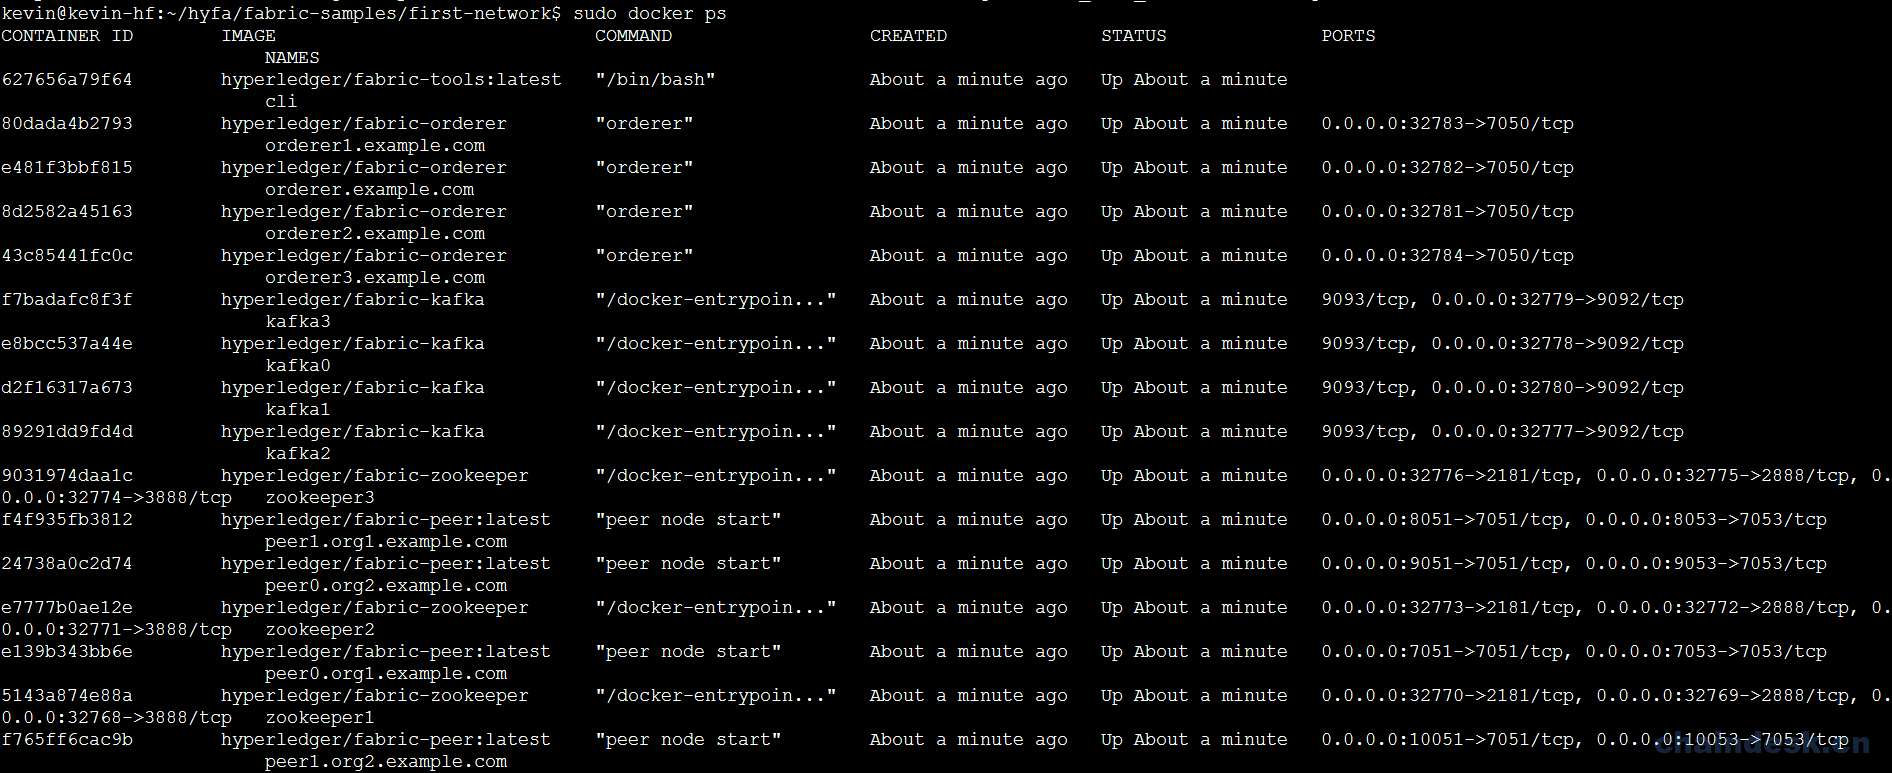 kevin@kevin-hf:~/hyfa/fabric-samples/first-network$ sudo docker ps
CONTAINER ID        IMAGE                             COMMAND                  CREATED              STATUS              PORTS
                        NAMES
627656a79f64        hyperledger/fabric-tools:latest   "/bin/bash"              About a minute ago   Up About a minute
                        cli
80dada4b2793        hyperledger/fabric-orderer        "orderer"                About a minute ago   Up About a minute   0.0.0.0:32783->7050/tcp
                        orderer1.example.com
e481f3bbf815        hyperledger/fabric-orderer        "orderer"                About a minute ago   Up About a minute   0.0.0.0:32782->7050/tcp
                        orderer.example.com
8d2582a45163        hyperledger/fabric-orderer        "orderer"                About a minute ago   Up About a minute   0.0.0.0:32781->7050/tcp
                        orderer2.example.com
43c85441fc0c        hyperledger/fabric-orderer        "orderer"                About a minute ago   Up About a minute   0.0.0.0:32784->7050/tcp
                        orderer3.example.com
f7badafc8f3f        hyperledger/fabric-kafka          "/docker-entrypoin..."   About a minute ago   Up About a minute   9093/tcp, 0.0.0.0:32779->9092/tcp
                        kafka3
e8bcc537a44e        hyperledger/fabric-kafka          "/docker-entrypoin..."   About a minute ago   Up About a minute   9093/tcp, 0.0.0.0:32778->9092/tcp
                        kafka0
d2f16317a673        hyperledger/fabric-kafka          "/docker-entrypoin..."   About a minute ago   Up About a minute   9093/tcp, 0.0.0.0:32780->9092/tcp
                        kafka1
89291dd9fd4d        hyperledger/fabric-kafka          "/docker-entrypoin..."   About a minute ago   Up About a minute   9093/tcp, 0.0.0.0:32777->9092/tcp
                        kafka2
9031974daa1c        hyperledger/fabric-zookeeper      "/docker-entrypoin..."   About a minute ago   Up About a minute   0.0.0.0:32776->2181/tcp, 0.0.0.0:32775->2888/tcp, 0.
0.0.0:32774->3888/tcp   zookeeper3
f4f935fb3812        hyperledger/fabric-peer:latest    "peer node start"        About a minute ago   Up About a minute   0.0.0.0:8051->7051/tcp, 0.0.0.0:8053->7053/tcp
                        peer1.org1.example.com
24738a0c2d74        hyperledger/fabric-peer:latest    "peer node start"        About a minute ago   Up About a minute   0.0.0.0:9051->7051/tcp, 0.0.0.0:9053->7053/tcp
                        peer0.org2.example.com
e7777b0ae12e        hyperledger/fabric-zookeeper      "/docker-entrypoin..."   About a minute ago   Up About a minute   0.0.0.0:32773->2181/tcp, 0.0.0.0:32772->2888/tcp, 0.
0.0.0:32771->3888/tcp   zookeeper2
e139b343bb6e        hyperledger/fabric-peer:latest    "peer node start"        About a minute ago   Up About a minute   0.0.0.0:7051->7051/tcp, 0.0.0.0:7053->7053/tcp
                        peer0.org1.example.com
5143a874e88a        hyperledger/fabric-zookeeper      "/docker-entrypoin..."   About a minute ago   Up About a minute   0.0.0.0:32770->2181/tcp, 0.0.0.0:32769->2888/tcp, 0.
0.0.0:32768->3888/tcp   zookeeper1
f765ff6cac9b        hyperledger/fabric-peer:latest    "peer node start"        About a minute ago   Up About a minute   0.0.0.0:10051->7051/tcp, 0.0.0.0:10053->7053/tcp
                        peer1.org2.example.com
chaindesk.cn